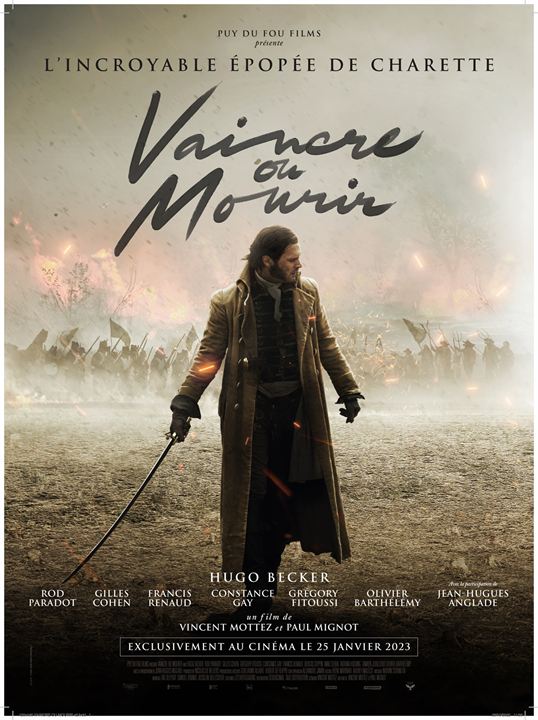 PUY DU FOU FILMS
présente
L'INCROYABLE ÉPOPÉE DE CHARETTE
Vaincre
ou
Mourir
HUGO BECKER
ROD PARADOT
GILLES COHEN
FRANCIS RENAUD
CONSTANCE GAY
GRÉGORY FITOUSSI
OLIVIER BARTHÉLÉMY
Avec la participation de
JEAN-HUGUES ANGLADE
un film de
VINCENT MOTTEZ et PAUL MIGNOT
EXCLUSIVEMENT AU CINÉMA LE 25 JANVIER 2023